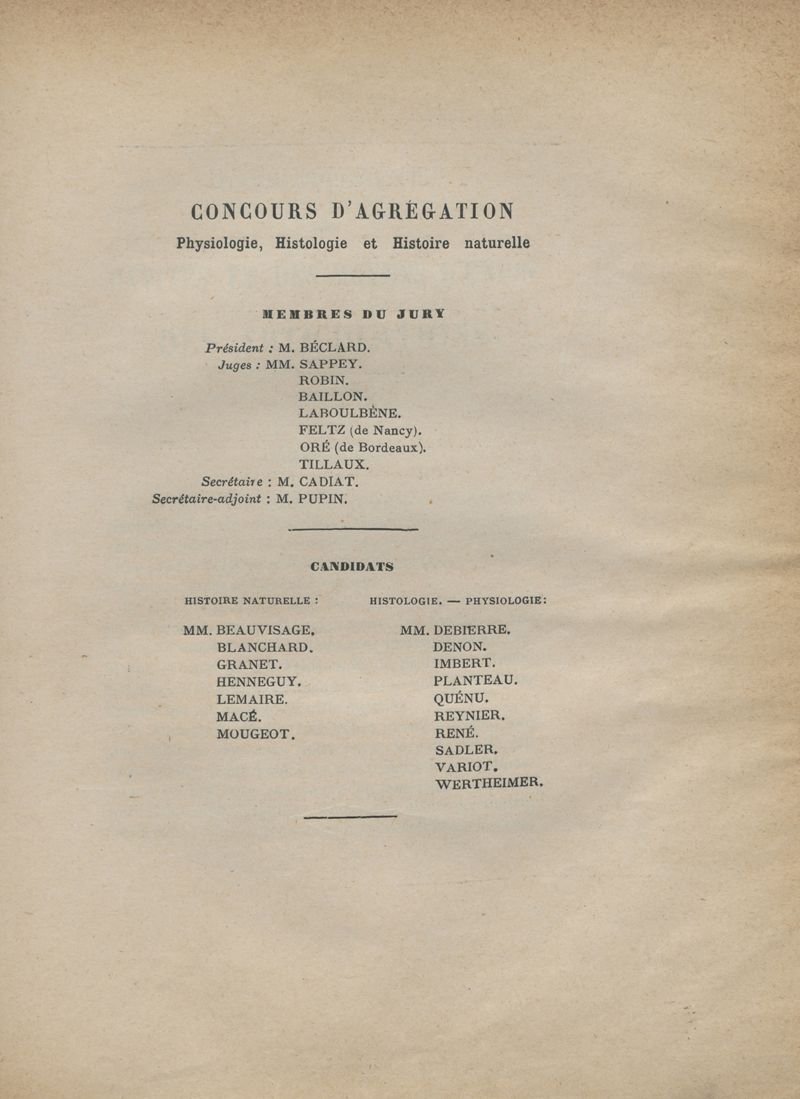 CONCOURS D'AGRÉGATION
Physiologie, Histologie et Histoire naturelle
MEMBRES DU JURY
Président : M. BÉCLARD.
Juges : MM. SAPPEY.
ROBIN.
BAILLON.
LABOULBÈNE.
FELTZ (de Nancy).
ORÉ (de Bordeaux).
TILLAUX.
Secrétaire : M. CADIAT.
Secrétaire-adjoint : M. PUPIN.
CANDIDATS
HISTOIRE NATURELLE :
MM. BEAUVISAGE.
BLANCHARD.
GRANET.
HENNEGUY.
LEMAIRE.
MACÉ.
MOUGEOT.
HISTOLOGIE. — PHYSIOLOGIE:
MM. DEBIERRE.
DENON.
IMBERT.
PLANTEAU.
QUÉNU.
REYNIER.
RENÉ.
SADLER.
VARIOT.
WERTHEIMER.